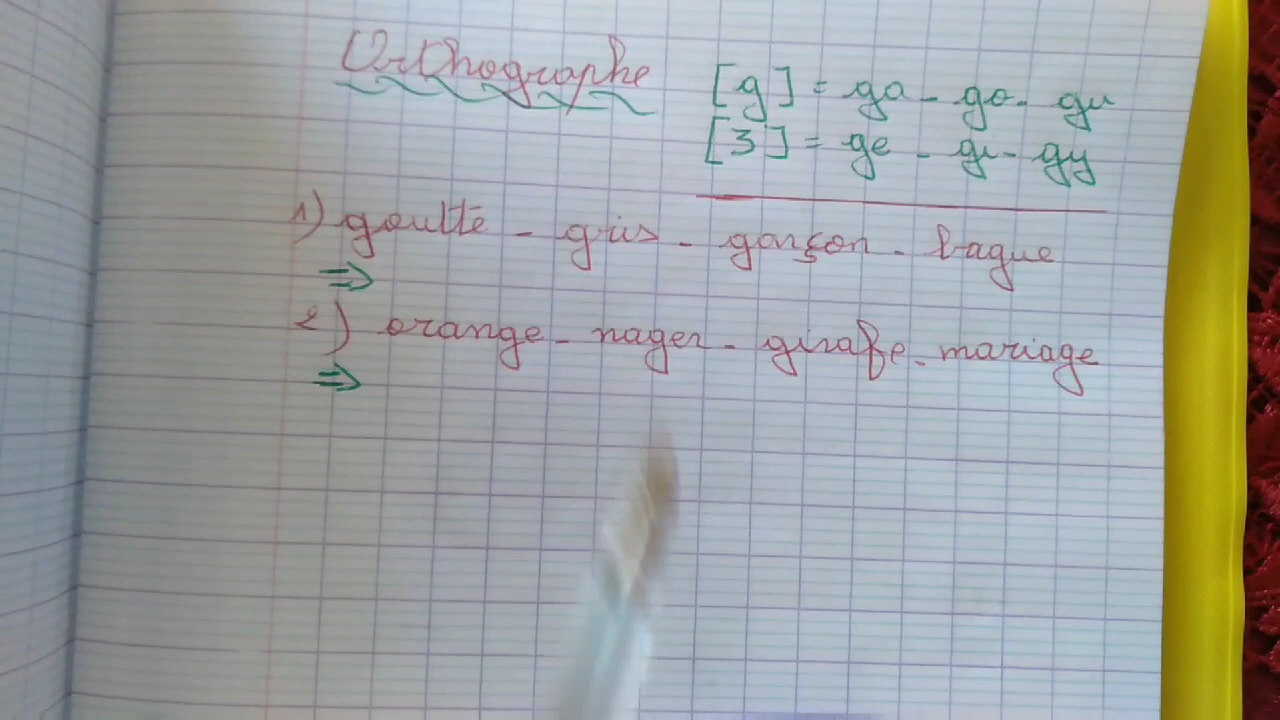 Orthographe
[g] = ga - go - gu
[ʒ] = ge - gi - gy
1) goutte - gris - garçon - bague
⇒
2) orange - nager - girafe - mariage
⇒